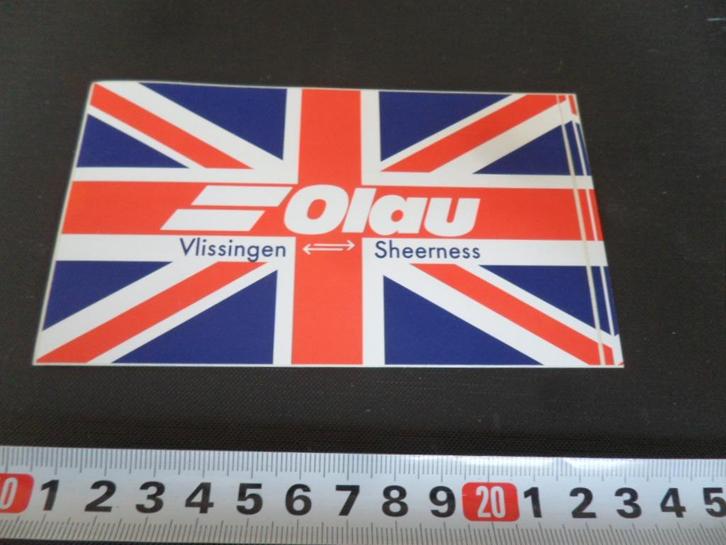 Olau
Vlissingen ⇐⇒ Sheerness
0 1 2 3 4 5 6 7 8 9 20 1 2 3 4 5